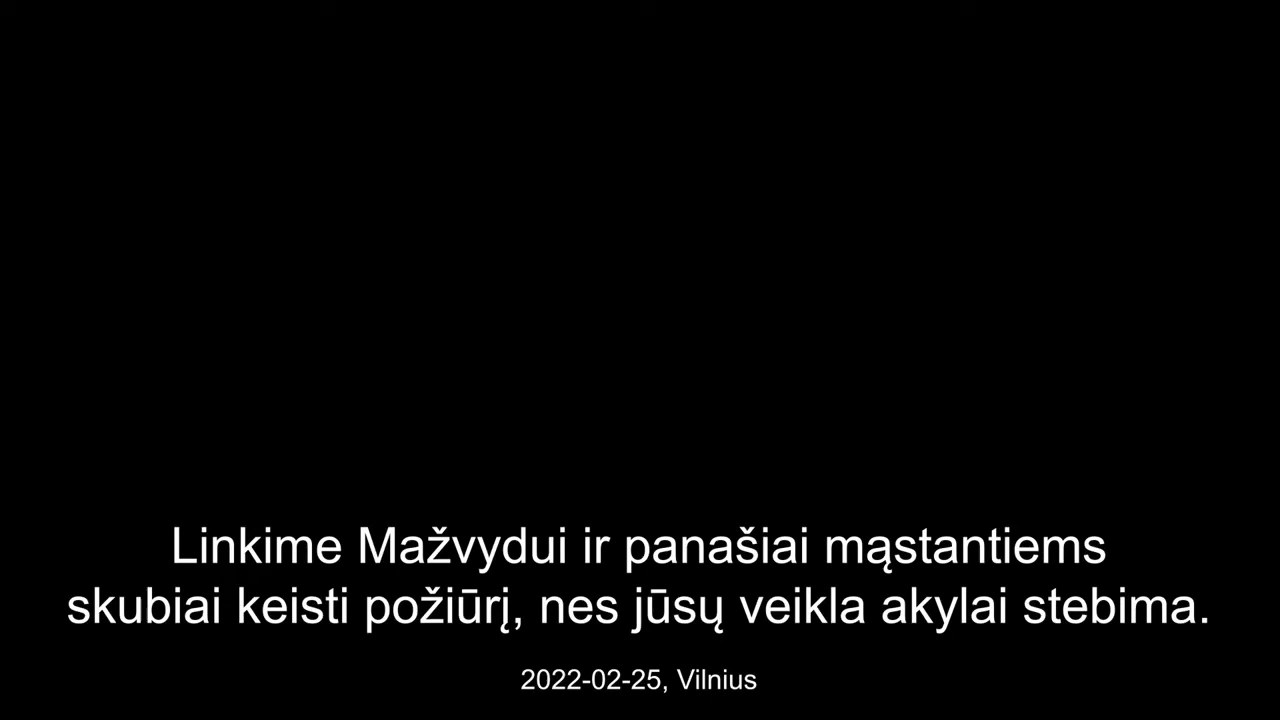 Linkime Mažvydui ir panašiai mąstantiems
skubiai keisti požiūrį, nes jūsų veikla akylai stebima.
2022-02-25, Vilnius